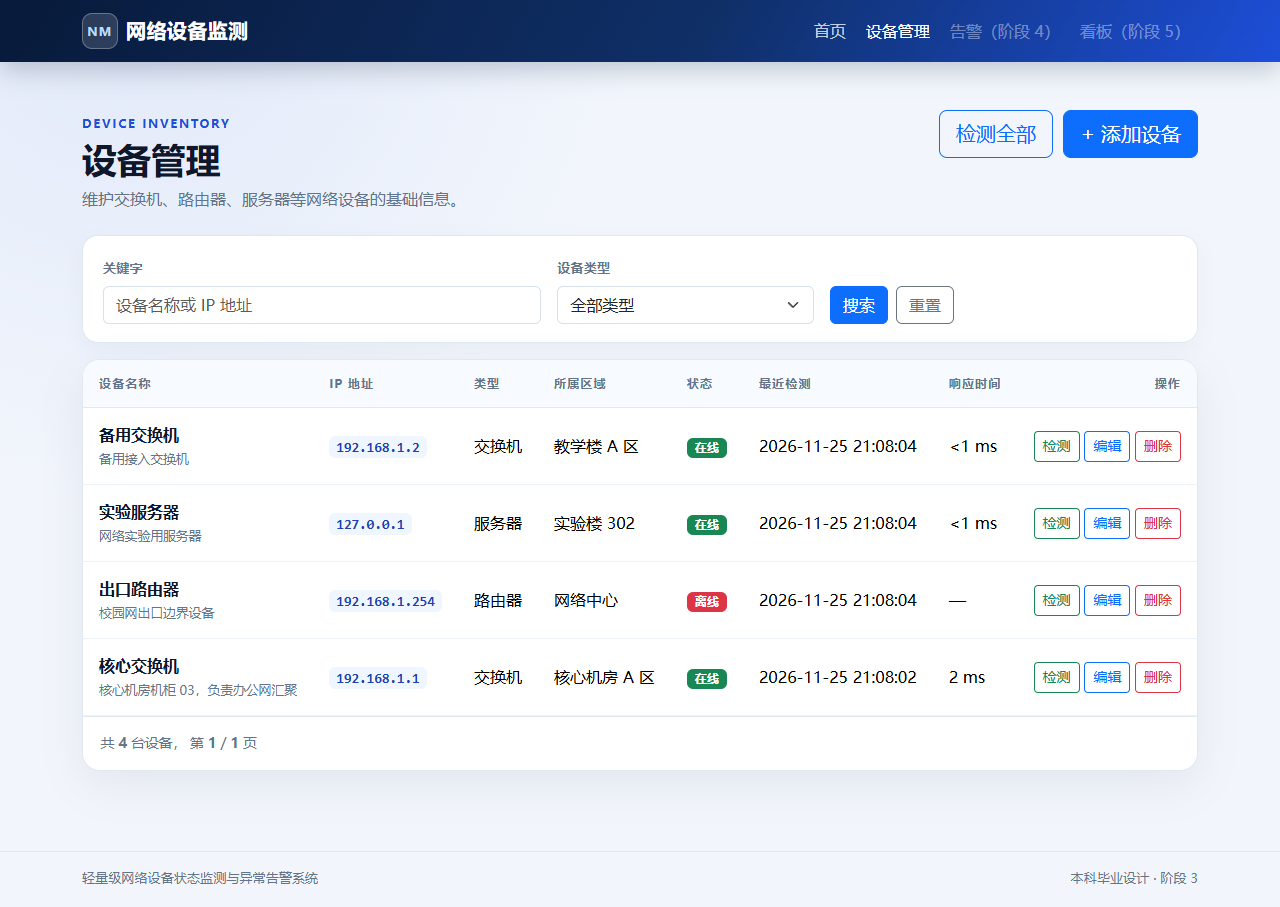 NM 网络设备监测 首页 设备管理 告警（阶段 4） 看板（阶段 5）
DEVICE INVENTORY
设备管理
维护交换机、路由器、服务器等网络设备的基础信息。
检测全部 + 添加设备
关键字 设备类型
设备名称或 IP 地址 全部类型 搜索 重置
设备名称 IP 地址 类型 所属区域 状态 最近检测 响应时间 操作
备用交换机 192.168.1.2 交换机 教学楼 A 区 在线 2026-11-25 21:08:04 <1 ms 检测 编辑 删除
备用接入交换机
实验服务器 127.0.0.1 服务器 实验楼 302 在线 2026-11-25 21:08:04 <1 ms 检测 编辑 删除
网络实验用服务器
出口路由器 192.168.1.254 路由器 网络中心 离线 2026-11-25 21:08:04 — 检测 编辑 删除
校园网出口边界设备
核心交换机 192.168.1.1 交换机 核心机房 A 区 在线 2026-11-25 21:08:02 2 ms 检测 编辑 删除
核心机房机柜 03，负责办公网汇聚
共 4 台设备， 第 1 / 1 页
轻量级网络设备状态监测与异常告警系统 本科毕业设计 · 阶段 3